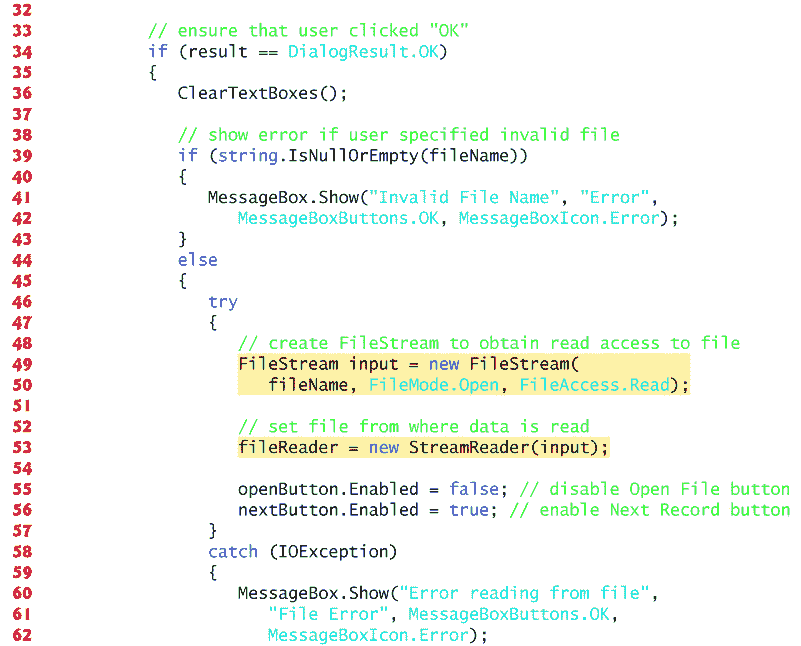 32
33 // ensure that user clicked "OK"
34 if (result == DialogResult.OK)
35 {
36 ClearTextBoxes();
37
38 // show error if user specified invalid file
39 if (string.IsNullOrEmpty(fileName))
40 {
41 MessageBox.Show("Invalid File Name", "Error",
42 MessageBoxButtons.OK, MessageBoxIcon.Error);
43 }
44 else
45 {
46 try
47 {
48 // create FileStream to obtain read access to file
49 FileStream input = new FileStream(
50 fileName, FileMode.Open, FileAccess.Read);
51
52 // set file from where data is read
53 fileReader = new StreamReader(input);
54
55 openButton.Enabled = false; // disable Open File button
56 nextButton.Enabled = true; // enable Next Record button
57 }
58 catch (IOException)
59 {
60 MessageBox.Show("Error reading from file",
61 "File Error", MessageBoxButtons.OK,
62 MessageBoxIcon.Error);